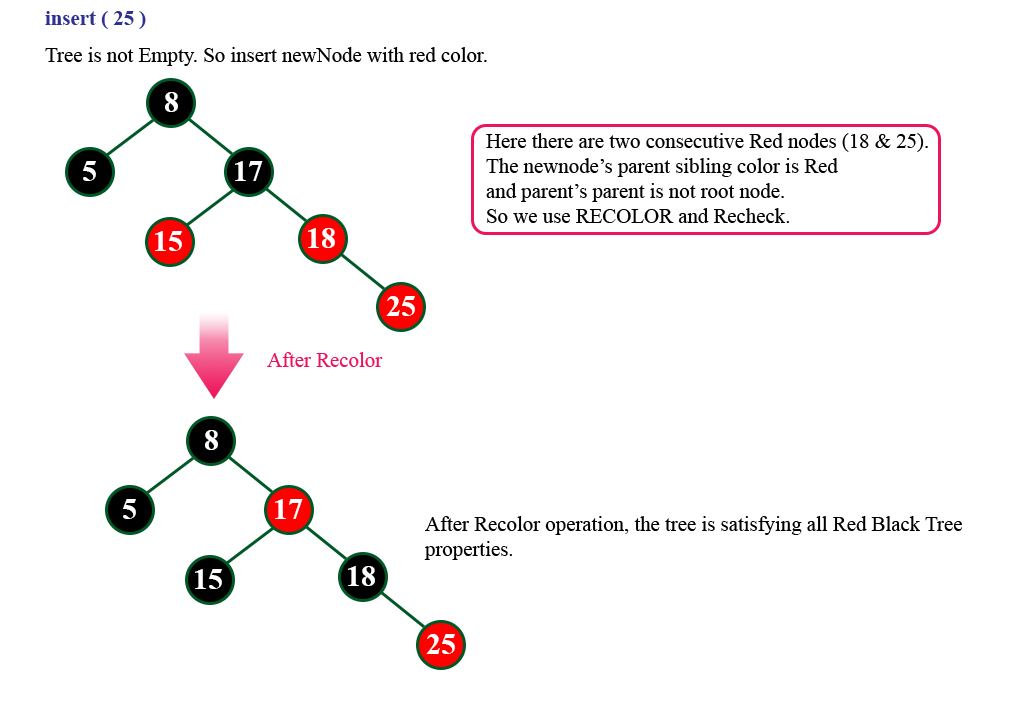 insert ( 25 )
Tree is not Empty. So insert newNode with red color.
8
5
17
15
18
25
Here there are two consecutive Red nodes (18 & 25).
The newnode’s parent sibling color is Red
and parent’s parent is not root node.
So we use RECOLOR and Recheck.
After Recolor
8
5
17
15
18
25
After Recolor operation, the tree is satisfying all Red Black Tree
properties.